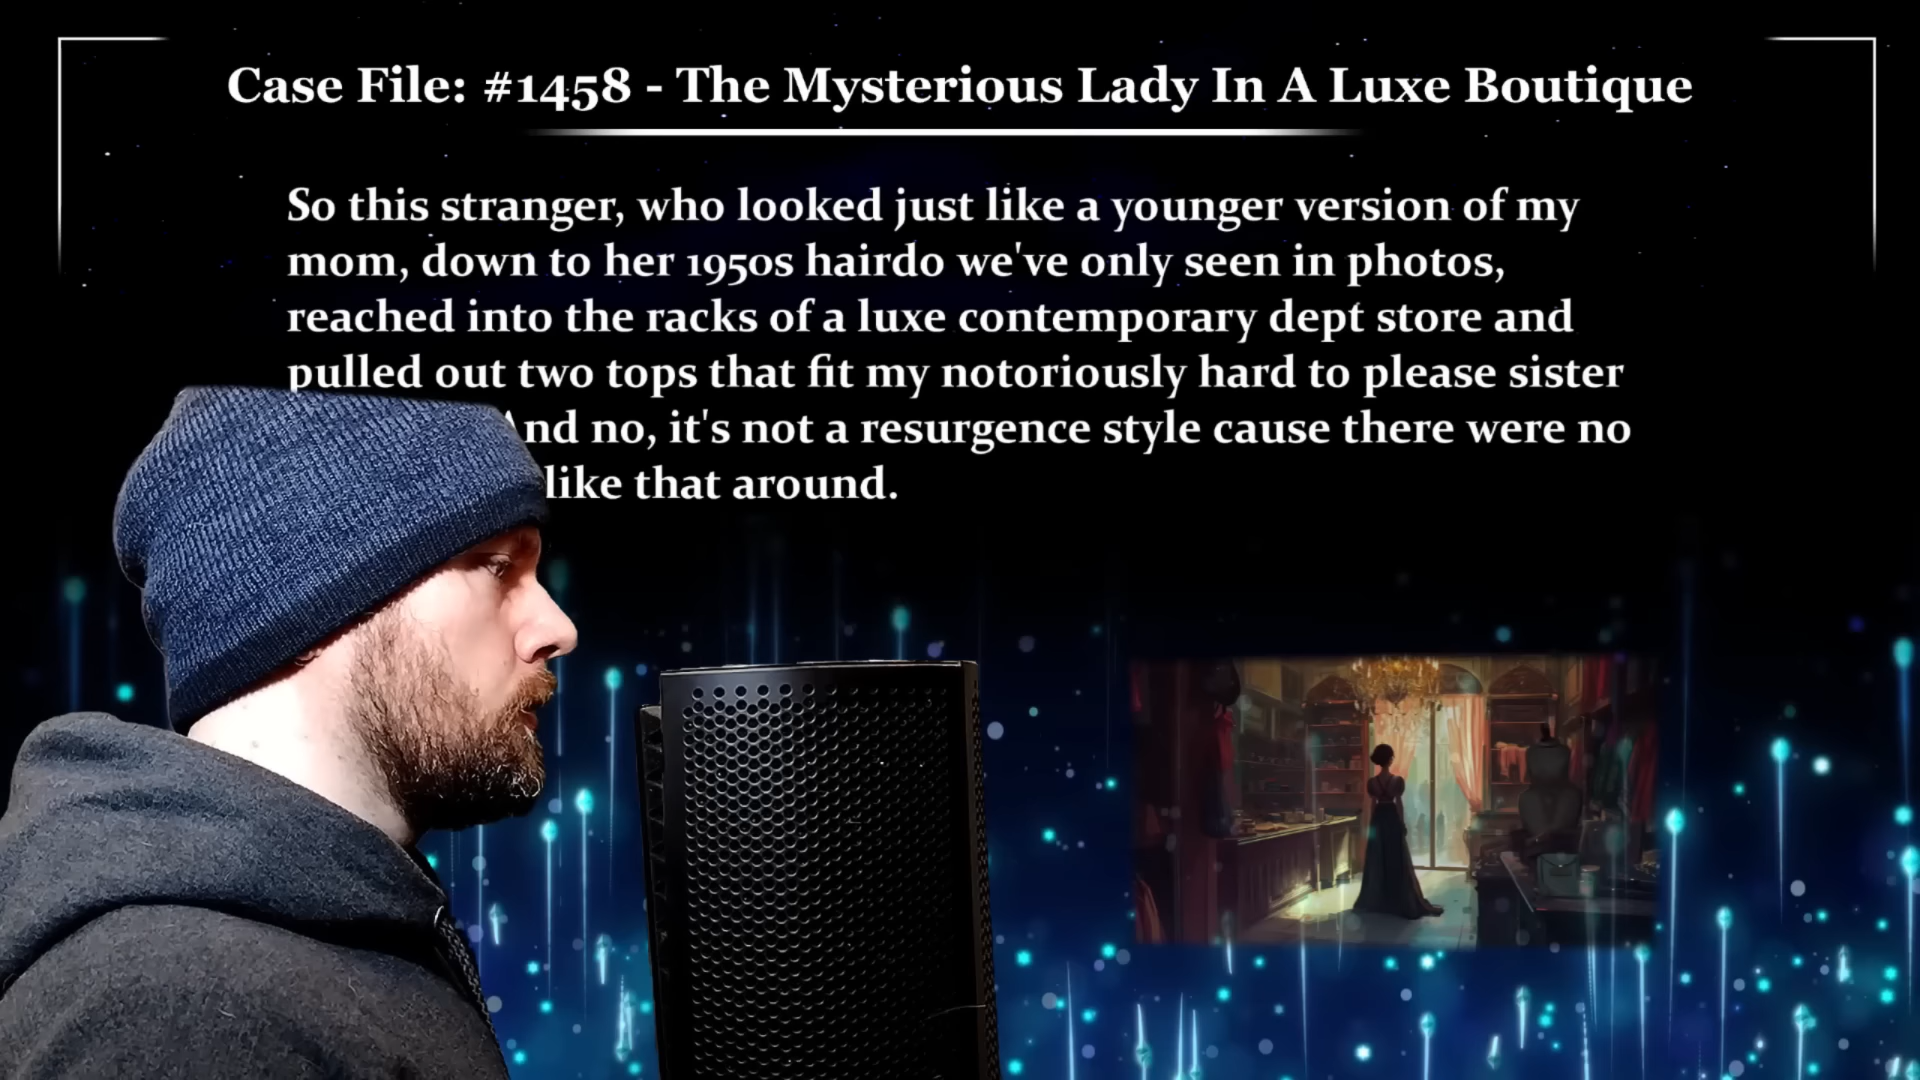 Case File: #1458 - The Mysterious Lady In A Luxe Boutique
So this stranger, who looked just like a younger version of my
mom, down to her 1950s hairdo we've only seen in photos,
reached into the racks of a luxe contemporary dept store and
pulled out two tops that fit my notoriously hard to please sister
And no, it's not a resurgence style cause there were no
like that around.